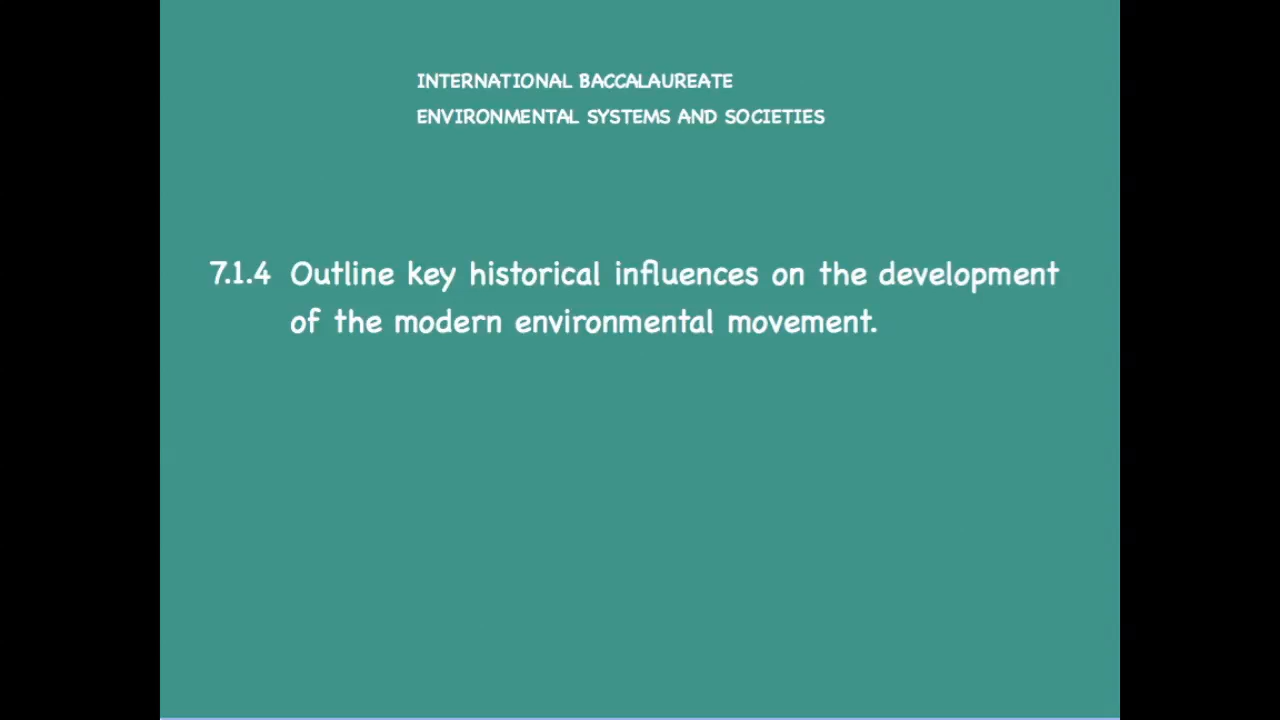 INTERNATIONAL BACCALAUREATE
ENVIRONMENTAL SYSTEMS AND SOCIETIES
7.1.4 Outline key historical influences on the development
of the modern environmental movement.